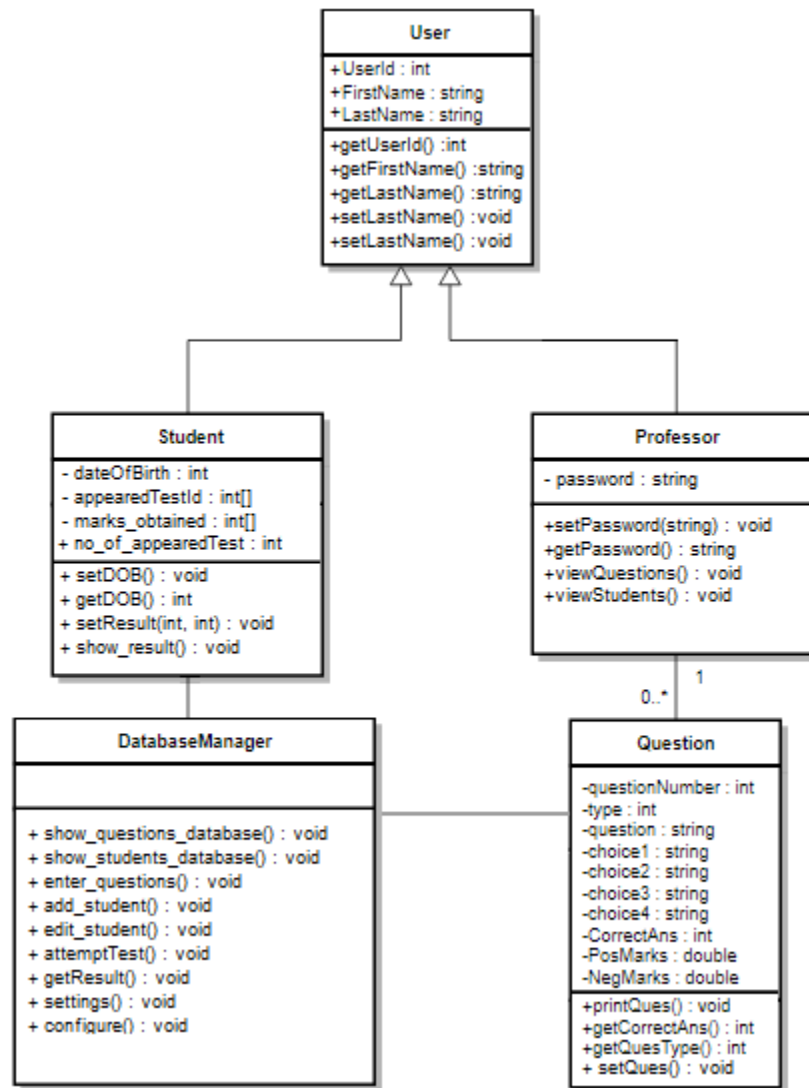 User
+UserId : int
+FirstName : string
+LastName : string
+getUserId() :int
+getFirstName() :string
+getLastName() :string
+setLastName() : void
+setLastName() : void
Student
- dateOfBirth : int
- appearedTestId : int[]
- marks_obtained : int[]
+ no_of_appearedTest : int
+ setDOB() : void
+ getDOB() : int
+ setResult(int, int) : void
+ show_result() : void
Professor
- password : string
+setPassword(string) : void
+getPassword() : string
+viewQuestions() : void
+viewStudents() : void
1
0..*
DatabaseManager
+ show_questions_database() : void
+ show_students_database() : void
+ enter_questions() : void
+ add_student() : void
+ edit_student() : void
+ attemptTest() : void
+ getResult() : void
+ settings() : void
+ configure() : void
Question
-questionNumber : int
-type : int
-question : string
-choice1 : string
-choice2 : string
-choice3 : string
-choice4 : string
-CorrectAns : int
-PosMarks : double
-NegMarks : double
+printQues() : void
+getCorrectAns() : int
+getQuesType() : int
+ setQues() : void